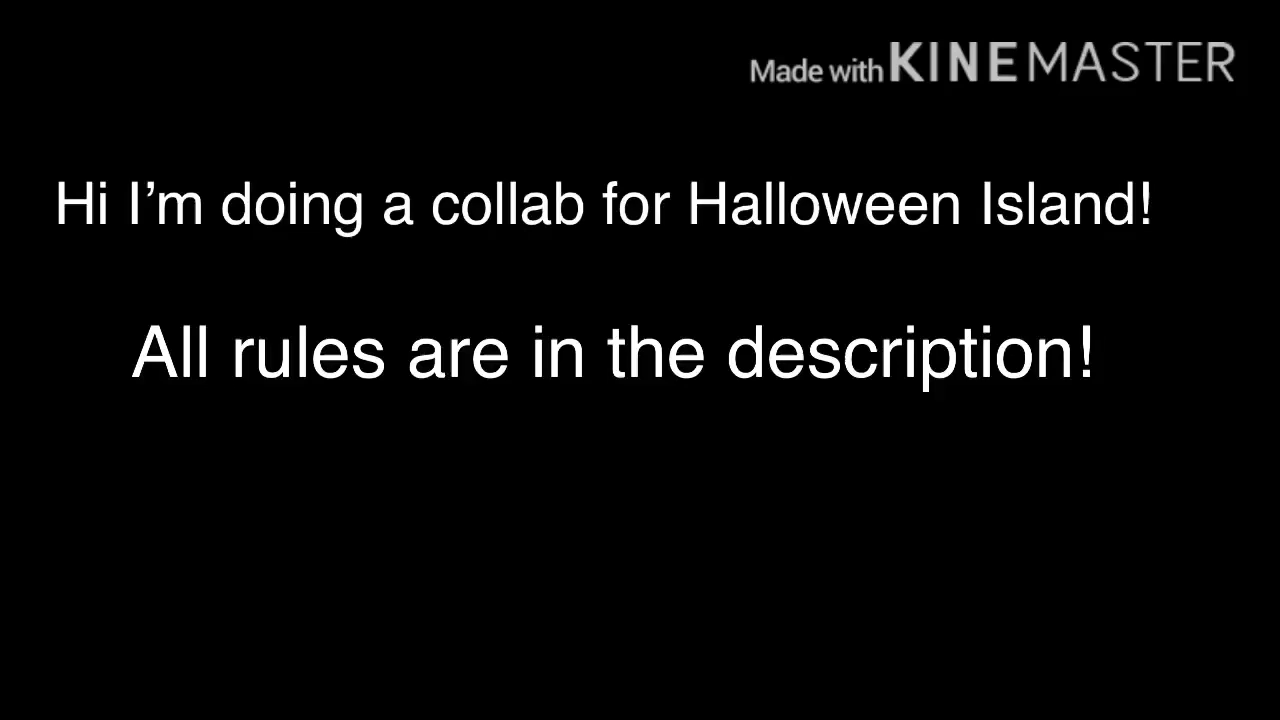 Made with KINEMASTER
Hi I’m doing a collab for Halloween Island!
All rules are in the description!